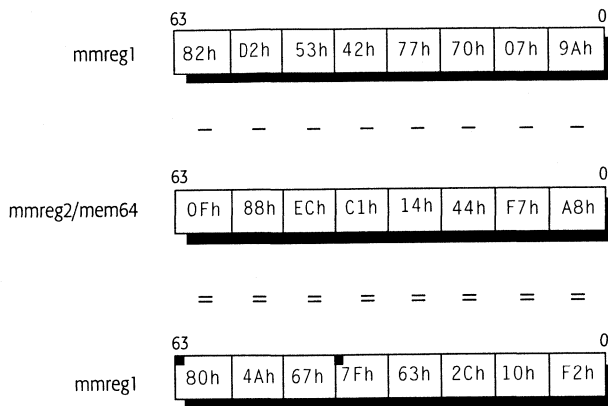 63 0
mmreg1 82h D2h 53h 42h 77h 70h 07h 9Ah
– – – – – – – –
63 0
mmreg2/mem64 0Fh 88h ECh C1h 14h 44h F7h A8h
= = = = = = = =
63 0
mmreg1 80h 4Ah 67h 7Fh 63h 2Ch 10h F2h